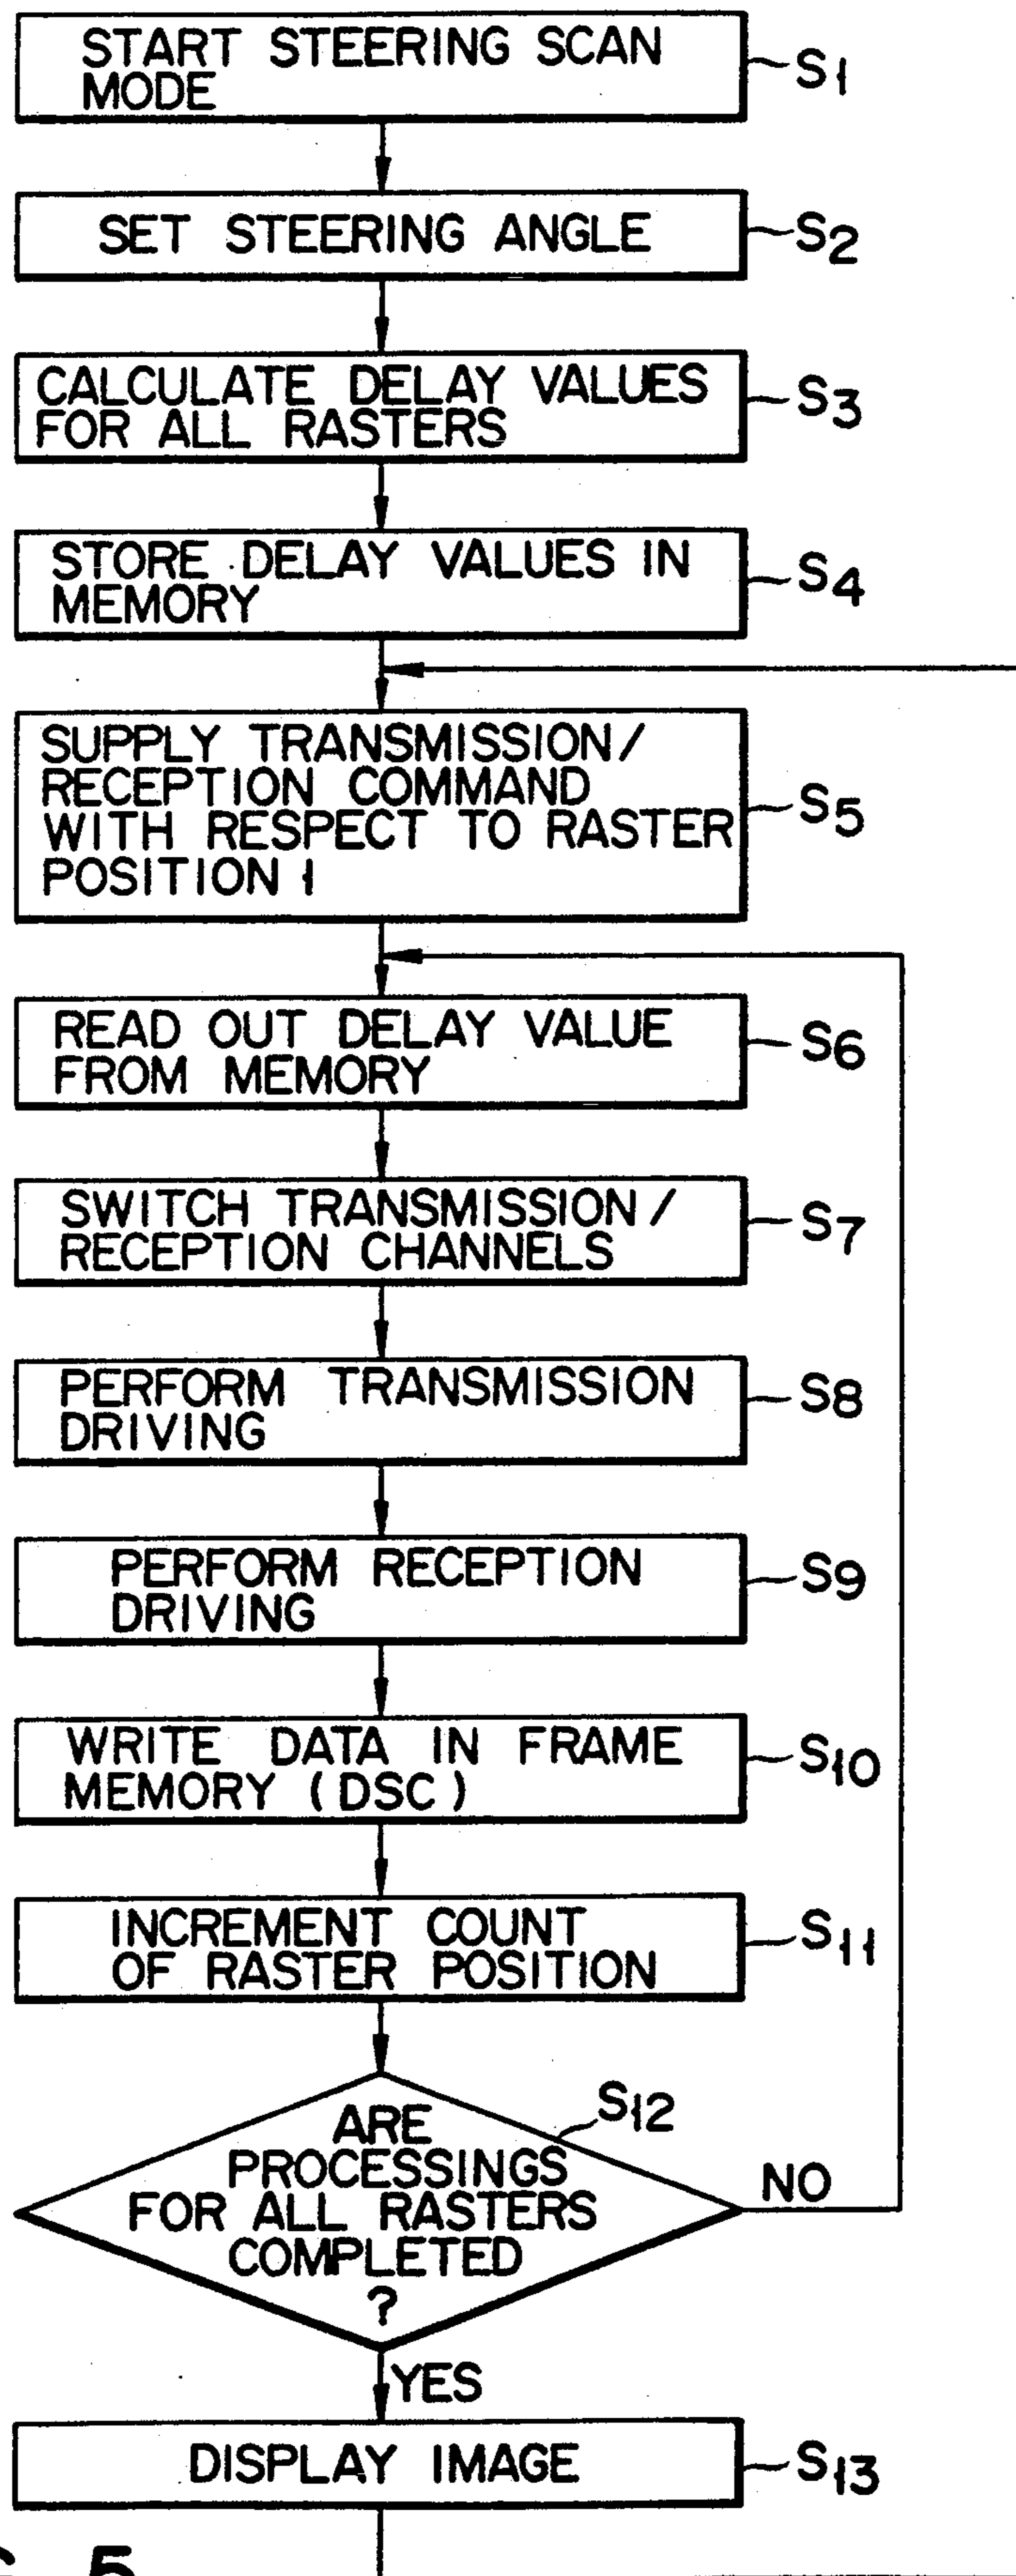 START STEERING SCAN
MODE
S1
SET STEERING ANGLE
S2
CALCULATE DELAY VALUES
FOR ALL RASTERS
S3
STORE DELAY VALUES IN
MEMORY
S4
SUPPLY TRANSMISSION/
RECEPTION COMMAND
WITH RESPECT TO RASTER
POSITION 1
S5
READ OUT DELAY VALUE
FROM MEMORY
S6
SWITCH TRANSMISSION/
RECEPTION CHANNELS
S7
PERFORM TRANSMISSION
DRIVING
S8
PERFORM RECEPTION
DRIVING
S9
WRITE DATA IN FRAME
MEMORY (DSC)
S10
INCREMENT COUNT
OF RASTER POSITION
S11
S12
ARE
PROCESSINGS
FOR ALL RASTERS
COMPLETED
?
NO
YES
DISPLAY IMAGE
S13
5